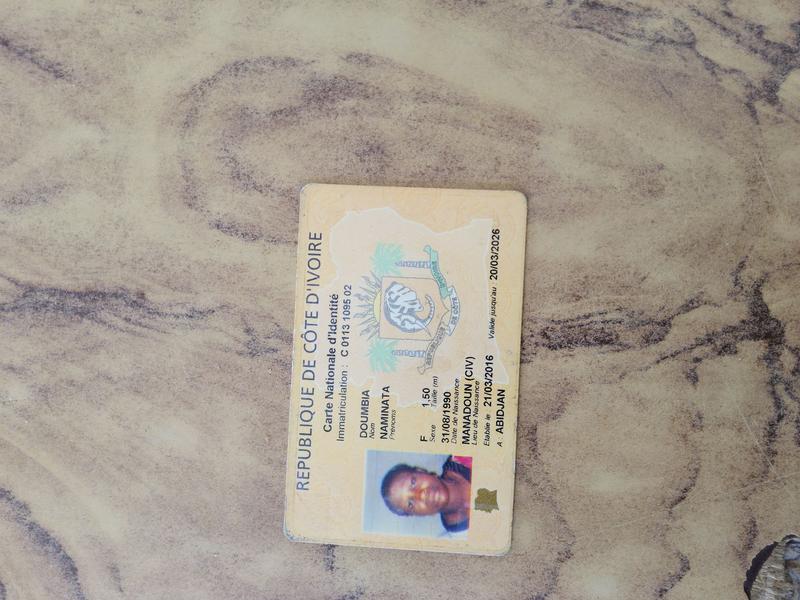 REPUBLIQUE DE CÔTE D'IVOIRE
Carte Nationale d'Identité
Immatriculation : C 0113 1095 02
DOUMBIA
Nom
NAMINATA
Prénoms
F 1,50
Sexe Taille (m)
31/08/1990
Date de Naissance
MANADOUN (CIV)
Lieu de Naissance
Etablie le 21/03/2016 Valide jusqu'au : 20/03/2026
A : ABIDJAN